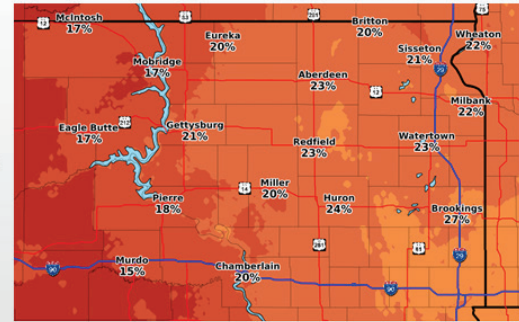 McIntosh
17%
12
83
281
Britton
20%
75
Wheaton
22%
Eureka
20%
Sisseton
21%
29
Mobridge
17%
Aberdeen
23%
12
Milbank
22%
Eagle Butte
17%
212
Gettysburg
21%
Redfield
23%
Watertown
23%
Pierre
18%
14
Miller
20%
Huron
24%
Brookings
27%
281
29
Murdo
15%
90
Chamberlain
20%
90